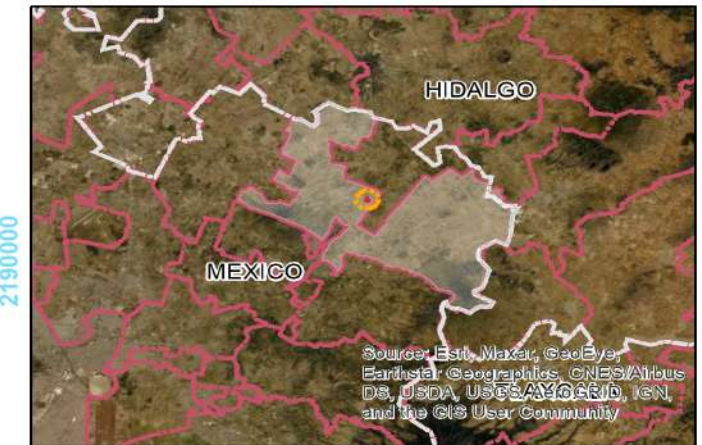 HIDALGO
2190000
MEXICO
Source: Esri, Maxar, GeoEye,
Earthstar Geographics, CNES/Airbus
DS, USDA, USGS, AeroGRID, IGN,
and the GIS User Community
TLAXCALA